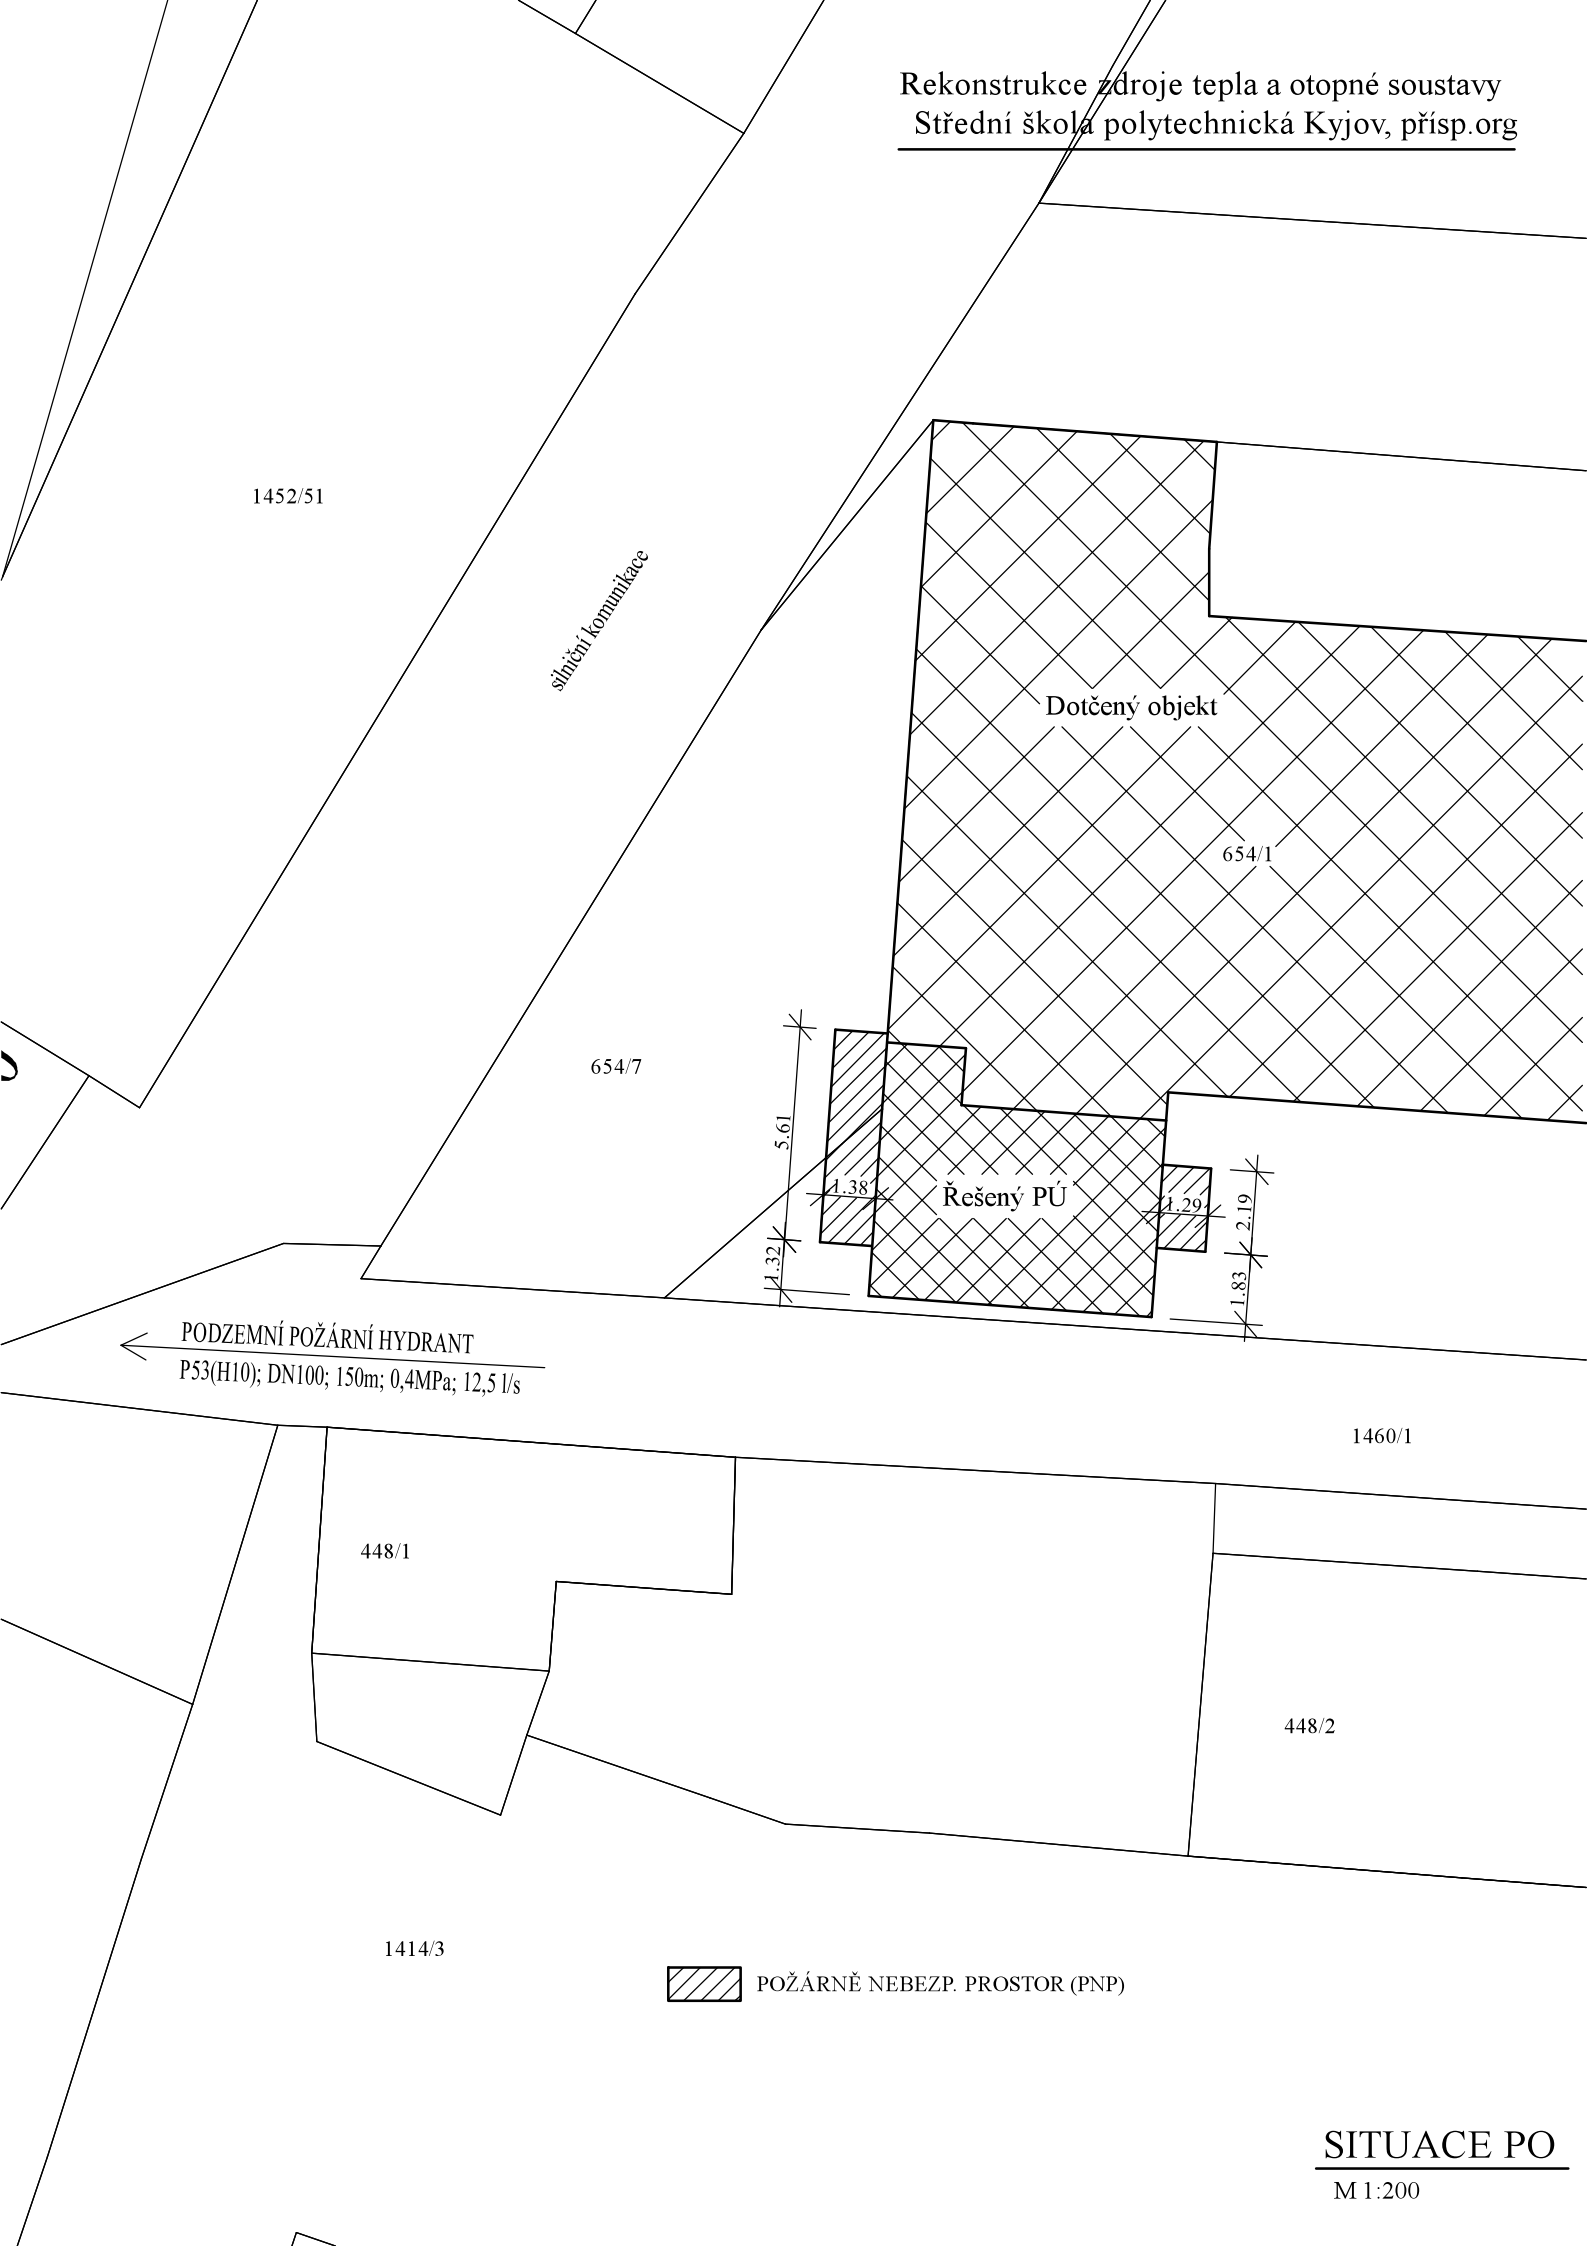 Rekonstrukce zdroje tepla a otopné soustavy
Střední škola polytechnická Kyjov, přísp.org
1452/51
silniční komunikace
Dotčený objekt
654/1
654/7
5.61
1.38
Řešený PÚ
1.29
2.19
1.32
1.83
PODZEMNÍ POŽÁRNÍ HYDRANT
P53(H10); DN100; 150m; 0,4MPa; 12,5 l/s
1460/1
448/1
448/2
1414/3
POŽÁRNĚ NEBEZP. PROSTOR (PNP)
SITUACE PO
M 1:200